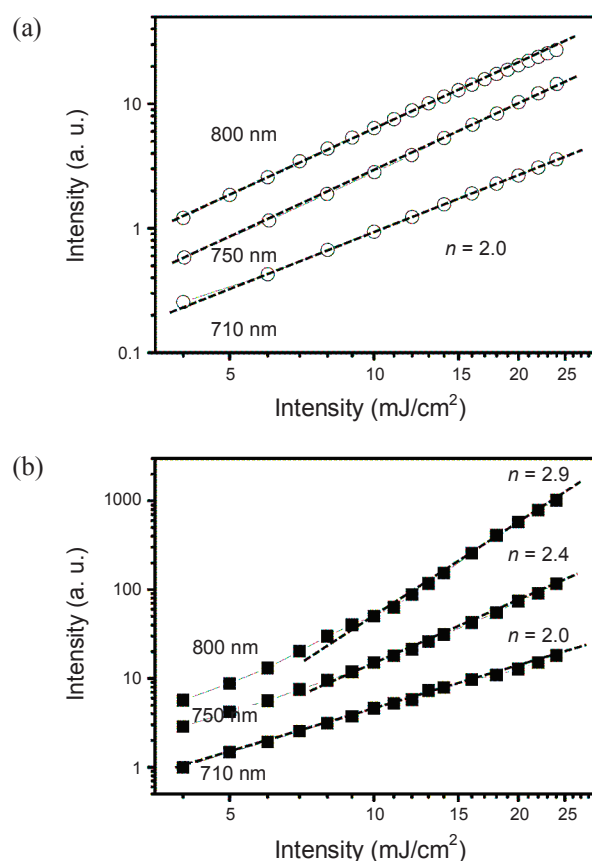 (a)
10
1
0.1
Intensity (a. u.)
800 nm
750 nm
710 nm
n = 2.0
5
10
15
20
25
Intensity (mJ/cm²)
(b)
1000
100
10
1
Intensity (a. u.)
n = 2.9
n = 2.4
n = 2.0
800 nm
750 nm
710 nm
5
10
15
20
25
Intensity (mJ/cm²)